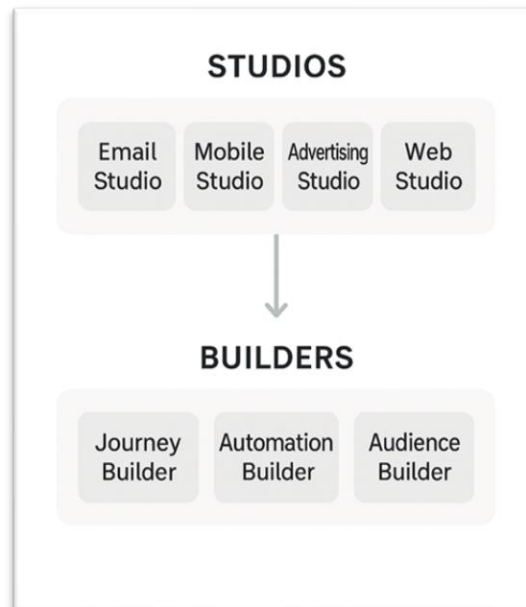 STUDIOS
Email Mobile Advertising Web
Studio Studio Studio Studio
BUILDERS
Journey Automation Audience
Builder Builder Builder